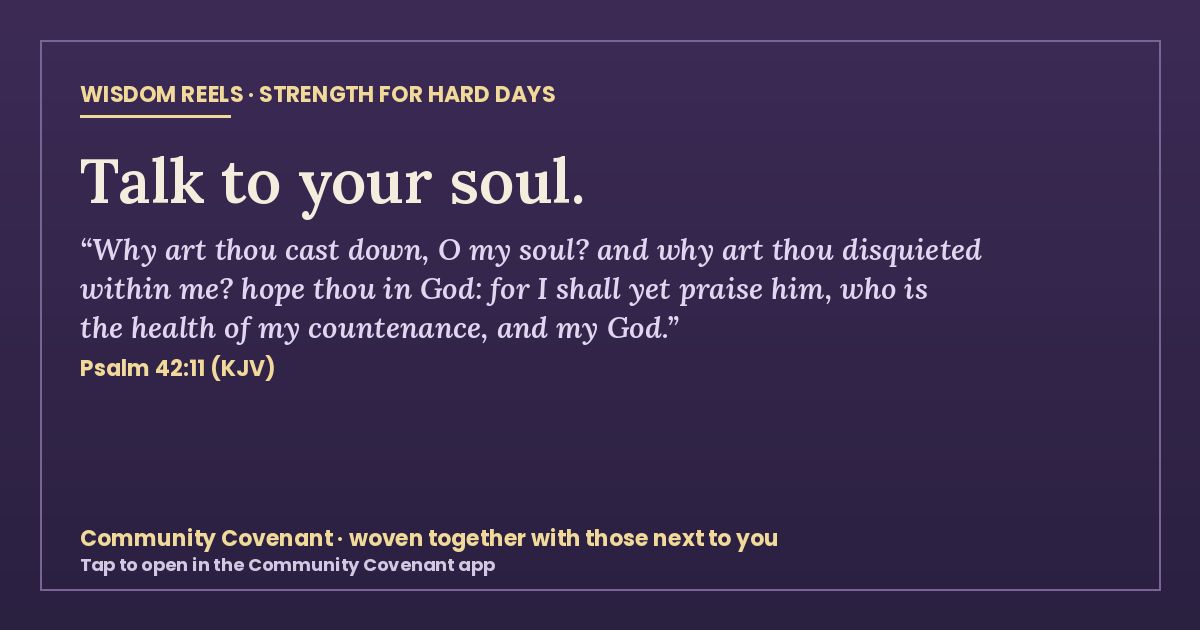 WISDOM REELS · STRENGTH FOR HARD DAYS
Talk to your soul.
“Why art thou cast down, O my soul? and why art thou disquieted
within me? hope thou in God: for I shall yet praise him, who is
the health of my countenance, and my God.”
Psalm 42:11 (KJV)
Community Covenant · woven together with those next to you
Tap to open in the Community Covenant app